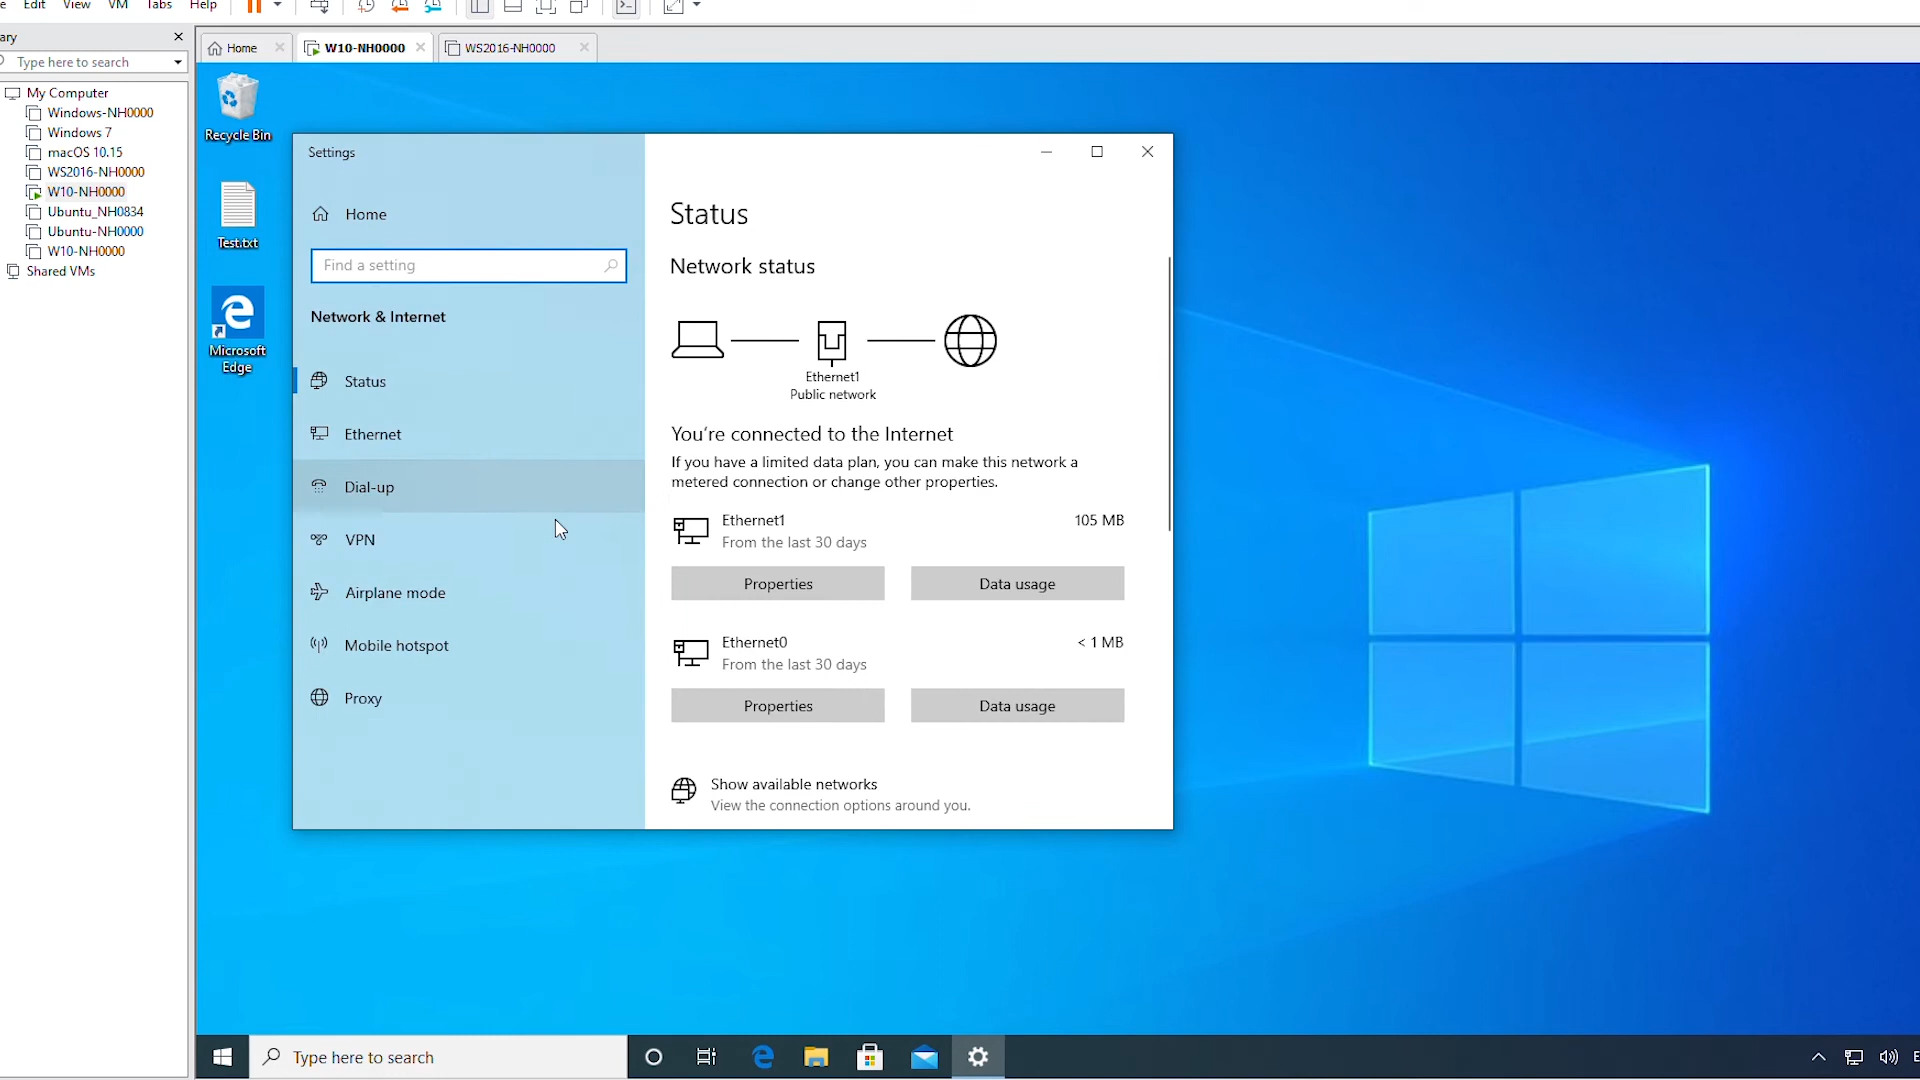 Edit View VM Tabs Help
Home W10-NH0000 WS2016-NH0000
Type here to search
My Computer
Windows-NH0000
Windows 7
macOS 10.15
WS2016-NH0000
W10-NH0000
Ubuntu_NH0834
Ubuntu-NH0000
W10-NH0000
Shared VMs
Recycle Bin
Test.txt
Microsoft
Edge
Settings
Home
Find a setting
Network & Internet
Status
Ethernet
Dial-up
VPN
Airplane mode
Mobile hotspot
Proxy
Status
Network status
Ethernet1
Public network
You're connected to the Internet
If you have a limited data plan, you can make this network a
metered connection or change other properties.
Ethernet1 105 MB
From the last 30 days
Properties Data usage
Ethernet0 < 1 MB
From the last 30 days
Properties Data usage
Show available networks
View the connection options around you.
Type here to search